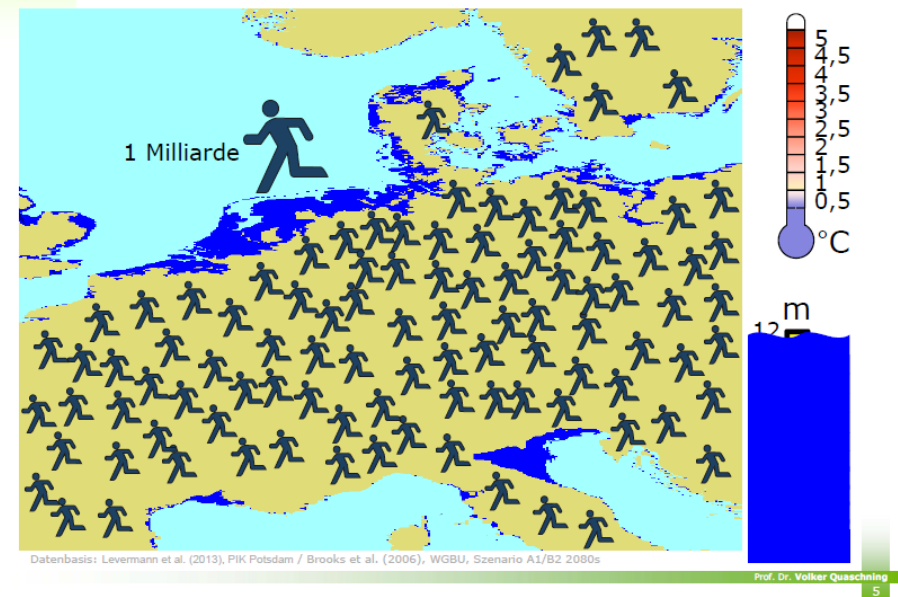 1 Milliarde
5
4,5
4
3,5
3
2,5
2
1,5
1
0,5
°C
m
12
Datenbasis: Levermann et al. (2013), PIK Potsdam / Brooks et al. (2006), WGBU, Szenario A1/B2 2080s
Prof. Dr. Volker Quaschning
5